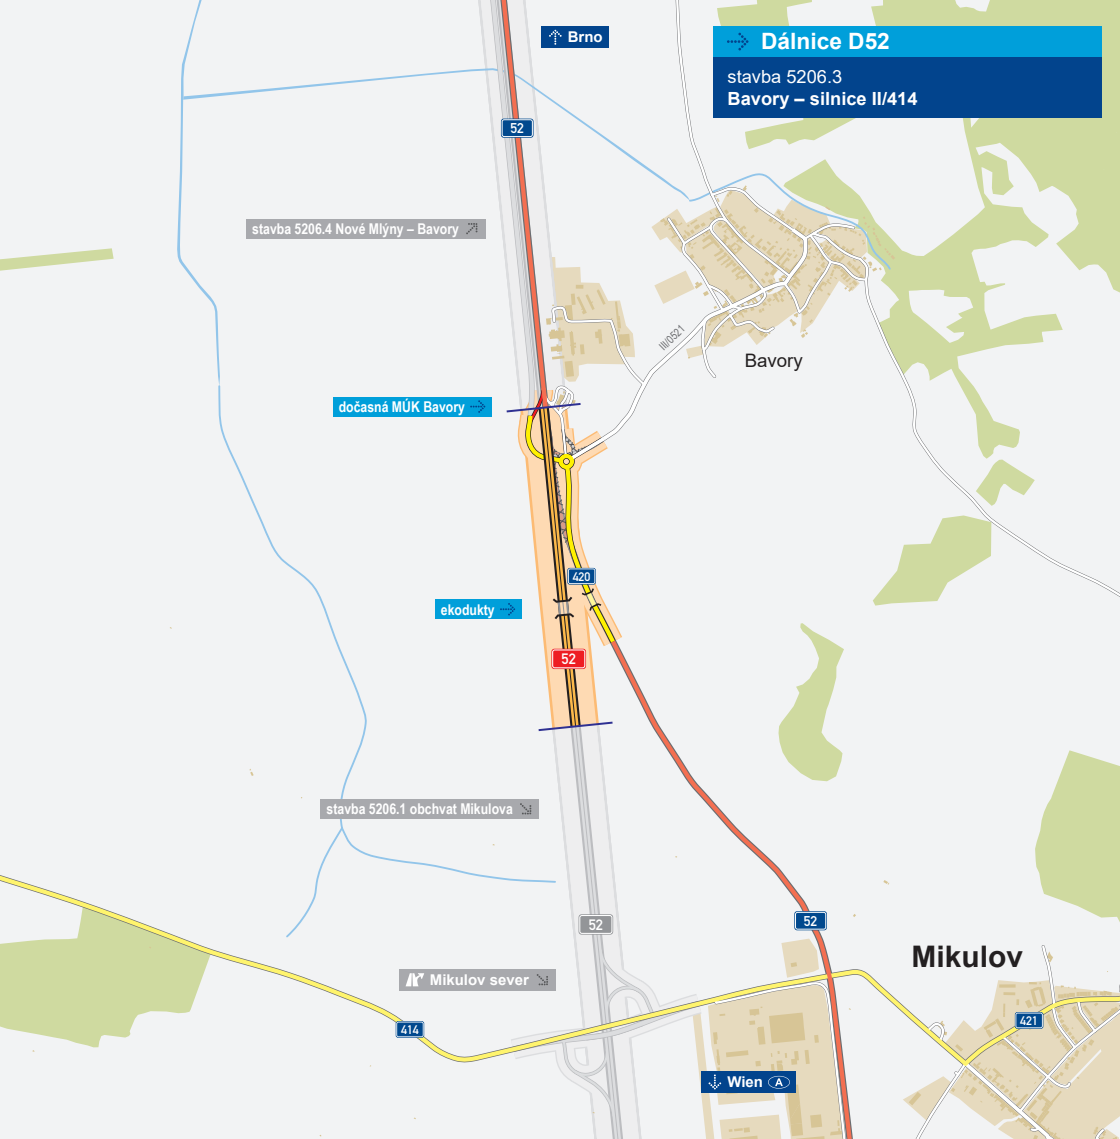 Brno
Dálnice D52
stavba 5206.3
Bavory – silnice II/414
52
stavba 5206.4 Nové Mlýny – Bavory
III/0521
Bavory
dočasná MÚK Bavory
420
ekodukty
52
stavba 5206.1 obchvat Mikulova
52
52
Mikulov
Mikulov sever
414
421
Wien A